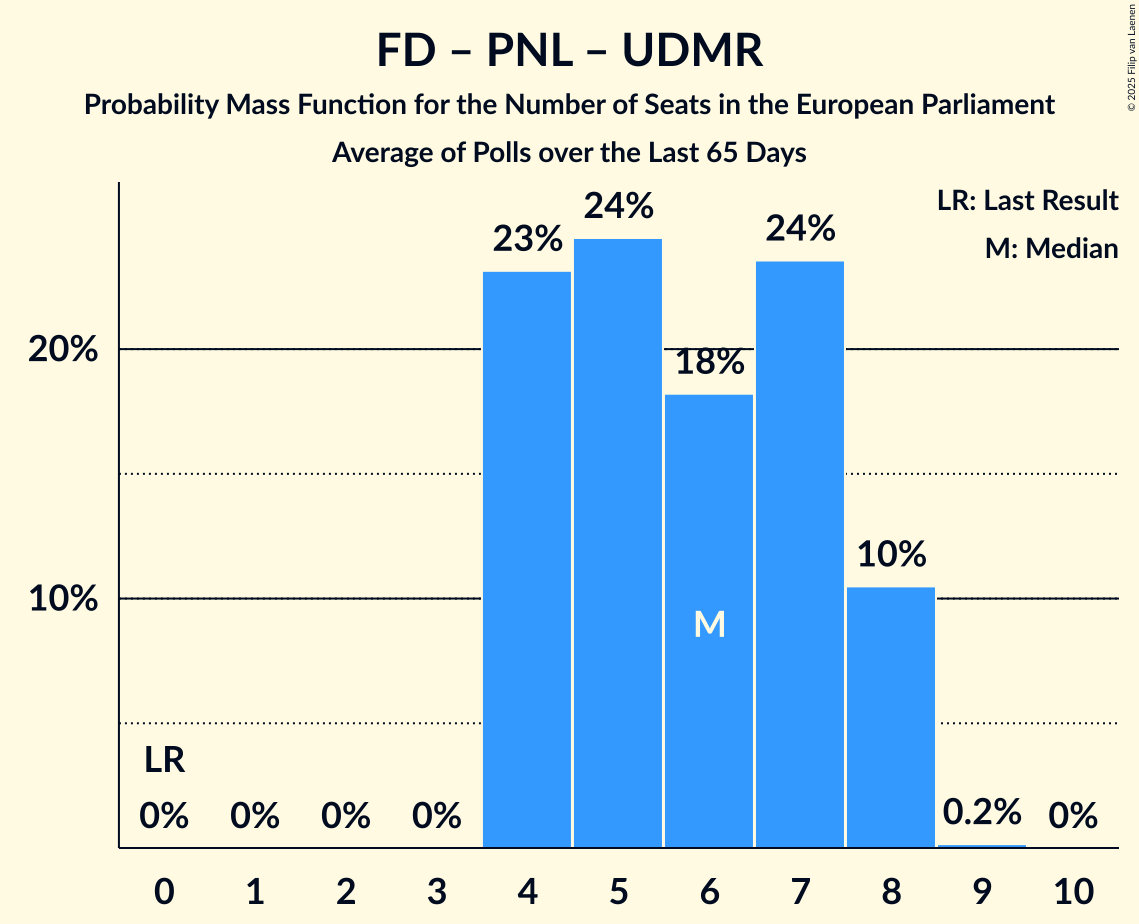 FD – PNL – UDMR
Probability Mass Function for the Number of Seats in the European Parliament
Average of Polls over the Last 65 Days
© 2025 Filip van Laenen
LR: Last Result
M: Median
20%
10%
LR
0%
0%
0%
0%
23%
24%
18%
24%
10%
0.2%
0%
M
0 1 2 3 4 5 6 7 8 9 10